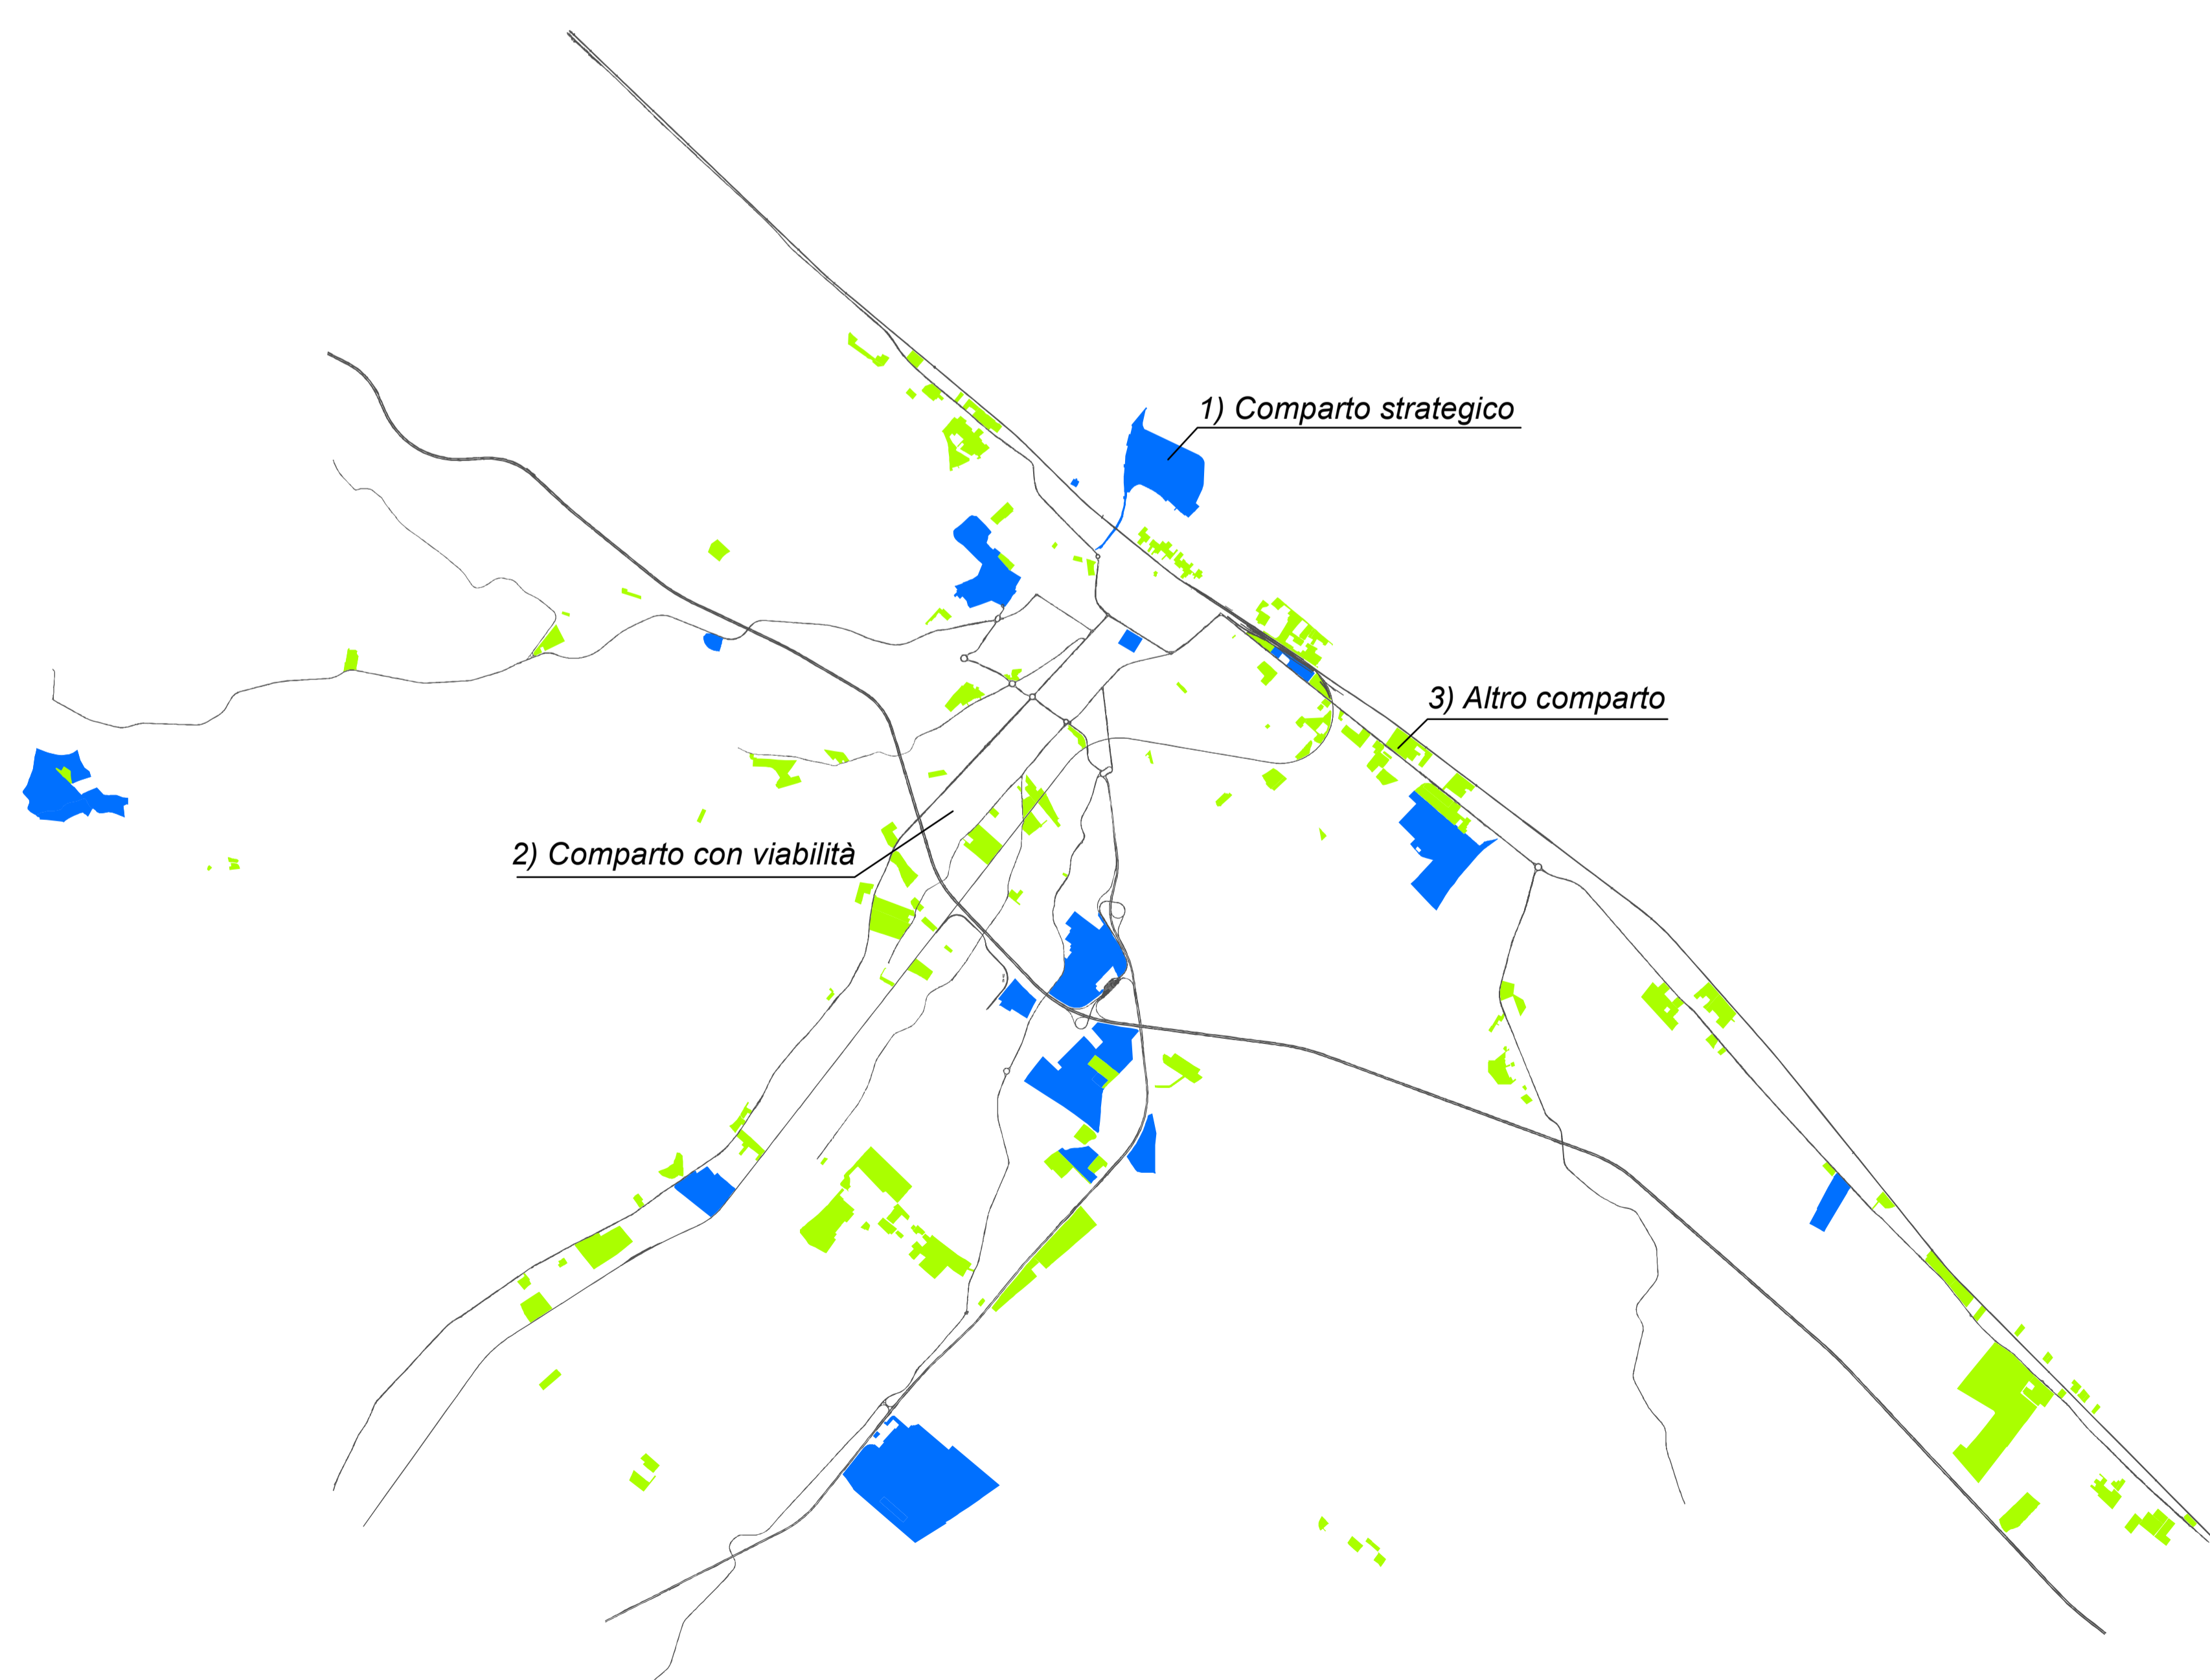 1) Comparto strategico
3) Altro comparto
2) Comparto con viabilità